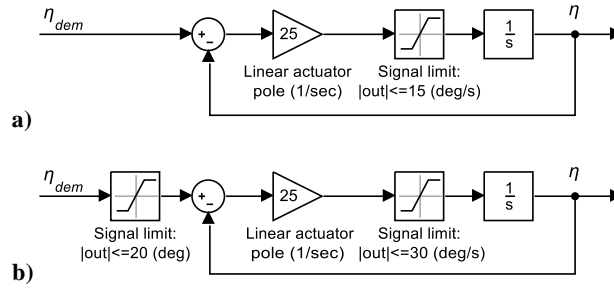 η_dem
η
+
−
25
1
s
Linear actuator
pole (1/sec)
Signal limit:
|out|<=15 (deg/s)
a)
η_dem
η
+
−
25
1
s
Signal limit:
|out|<=20 (deg)
Linear actuator
pole (1/sec)
Signal limit:
|out|<=30 (deg/s)
b)